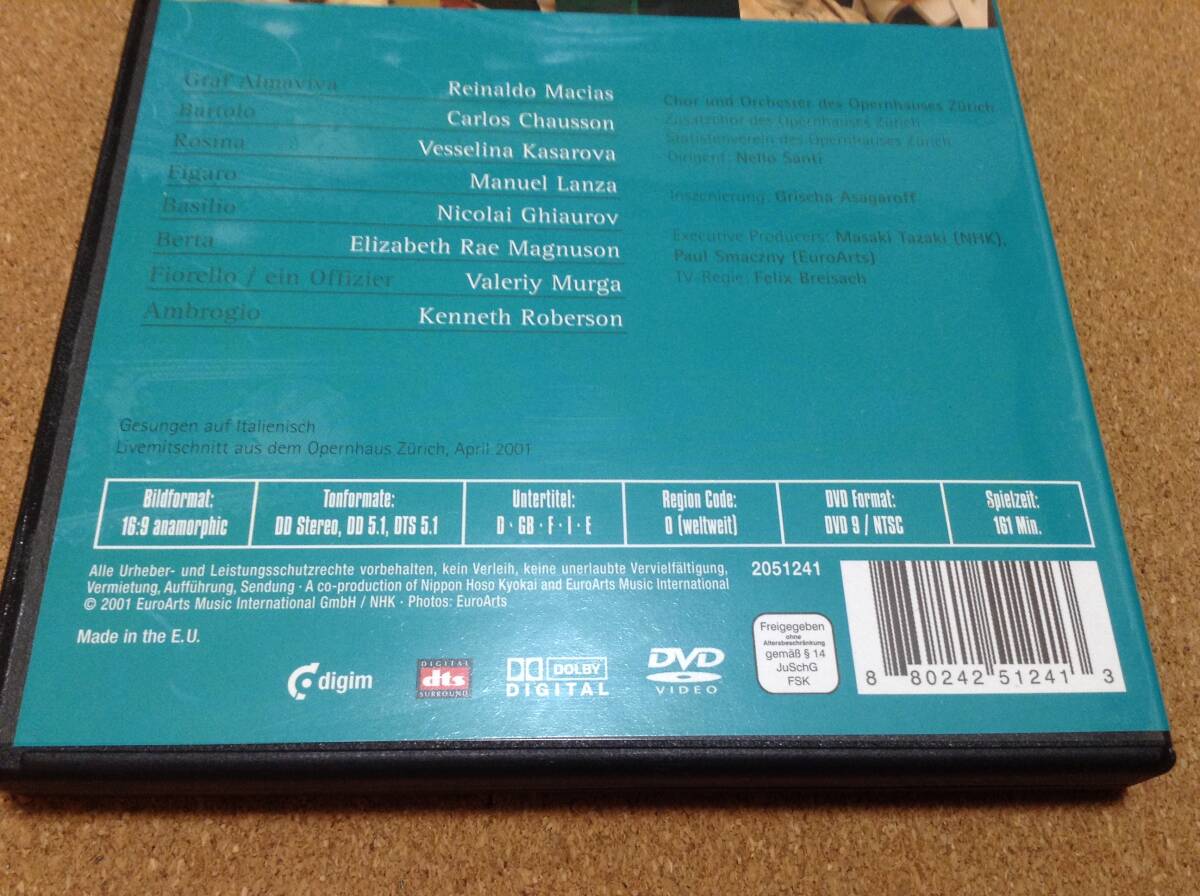 Graf Almaviva Reinaldo Macias
Bartolo Carlos Chausson
Rosina Vesselina Kasarova
Figaro Manuel Lanza
Basilio Nicolai Ghiaurov
Berta Elizabeth Rae Magnuson
Fiorello / ein Offizier Valeriy Murga
Ambrogio Kenneth Roberson
Chor und Orchester des Opernhauses Zürich
Zusatzchor des Opernhauses Zürich
Statistenverein des Opernhauses Zürich
Dirigent: Nello Santi
Inszenierung: Grischa Asagaroff
Executive Producers: Masaki Tazaki (NHK),
Paul Smaczny (EuroArts)
TV-Regie: Felix Breisach
Gesungen auf Italienisch
Livemitschnitt aus dem Opernhaus Zürich, April 2001
Bildformat: Tonformate: Untertitel: Region Code: DVD Format: Spielzeit:
16:9 anamorphic DD Stereo, DD 5.1, DTS 5.1 D · GB · F · I · E 0 (weltweit) DVD 9 / NTSC 161 Min.
Alle Urheber- und Leistungsschutzrechte vorbehalten, kein Verleih, keine unerlaubte Vervielfältigung,
Vermietung, Aufführung, Sendung · A co-production of Nippon Hoso Kyokai and EuroArts Music International
© 2001 EuroArts Music International GmbH / NHK · Photos: EuroArts
2051241
Made in the E.U.
digim
DIGITAL
dts
SURROUND
DOLBY
DIGITAL
DVD
VIDEO
Freigegeben
ohne
Altersbeschränkung
gemäß § 14
JuSchG
FSK
8 80242 51241 3